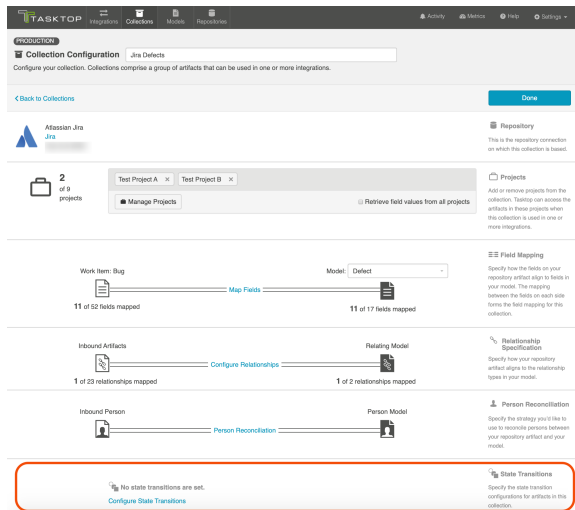 TASKTOP
Integrations
Collections
Models
Repositories
Activity
Metrics
Help
Settings
PRODUCTION
Collection Configuration
Jira Defects
Configure your collection. Collections comprise a group of artifacts that can be used in one or more integrations.
Back to Collections
Done
Atlassian Jira
Jira
Repository
This is the repository connection
on which this collection is based.
2
of 9
projects
Test Project A ×
Test Project B ×
Manage Projects
Retrieve field values from all projects
Projects
Add or remove projects from the
collection. Tasktop can access the
artifacts in these projects when
this collection is used in one or
more integrations.
Work Item: Bug
Model: Defect
Map Fields
11 of 52 fields mapped
11 of 17 fields mapped
Field Mapping
Specify how the fields on your
repository artifact align to fields in
your model. The mapping
between the fields on each side
forms the field mapping for this
collection.
Inbound Artifacts
Relating Model
Configure Relationships
1 of 23 relationships mapped
1 of 2 relationships mapped
Relationship
Specification
Specify how your repository
artifact aligns to the relationship
types in your model.
Inbound Person
Person Model
Person Reconciliation
Person Reconciliation
Specify the strategy you'd like to
use to reconcile persons between
your repository artifact and your
model.
No state transitions are set.
Configure State Transitions
State Transitions
Specify the state transition
configurations for artifacts in this
collection.